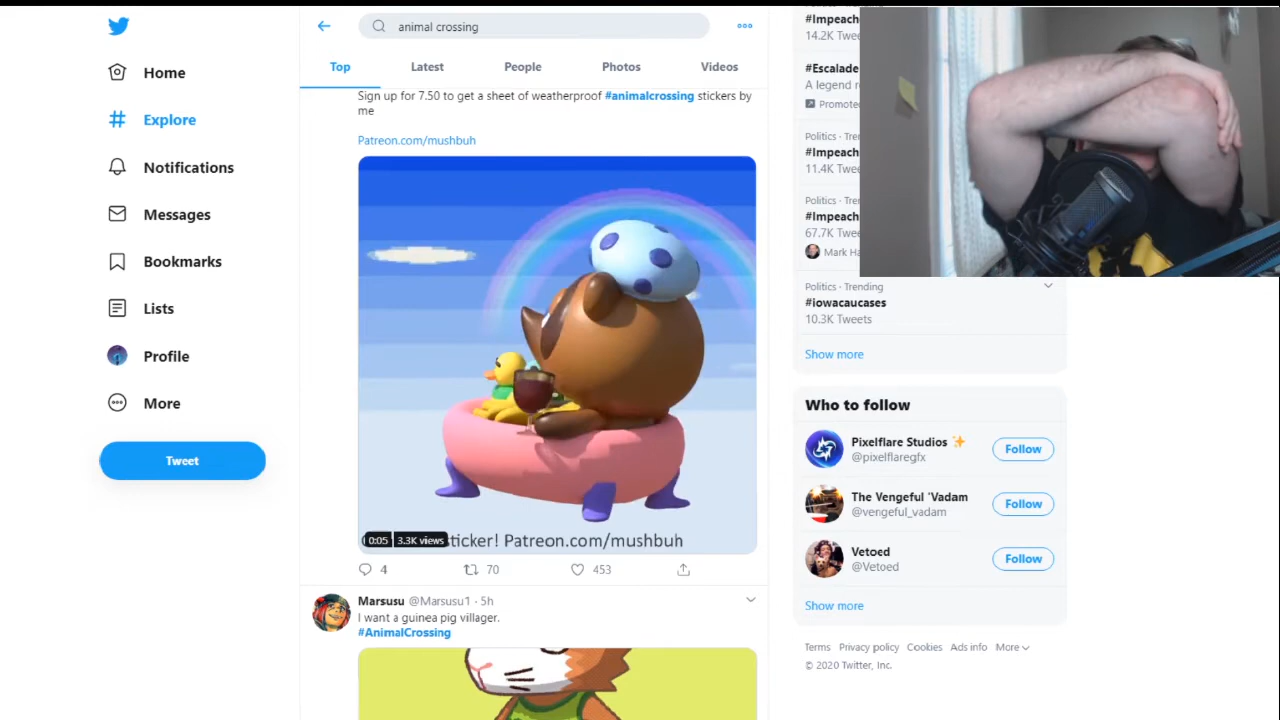 Home
Explore
Notifications
Messages
Bookmarks
Lists
Profile
More
Tweet
animal crossing
Top
Latest
People
Photos
Videos
Sign up for 7.50 to get a sheet of weatherproof #animalcrossing stickers by
me
Patreon.com/mushbuh
0:05
3.3K views
sticker! Patreon.com/mushbuh
4
70
453
Marsusu @Marsusu1 · 5h
I want a guinea pig villager.
#AnimalCrossing
#Impeach
14.2K Twee
#Escalade
A legend r
Promote
Politics · Tre
#Impeach
11.4K Twee
Politics · Tre
#Impeach
67.7K Twee
Mark Ha
Politics · Trending
#iowacaucases
10.3K Tweets
Show more
Who to follow
Pixelflare Studios
@pixelflaregfx
Follow
The Vengeful 'Vadam
@vengeful_vadam
Follow
Vetoed
@Vetoed
Follow
Show more
Terms Privacy policy Cookies Ads info More
© 2020 Twitter, Inc.